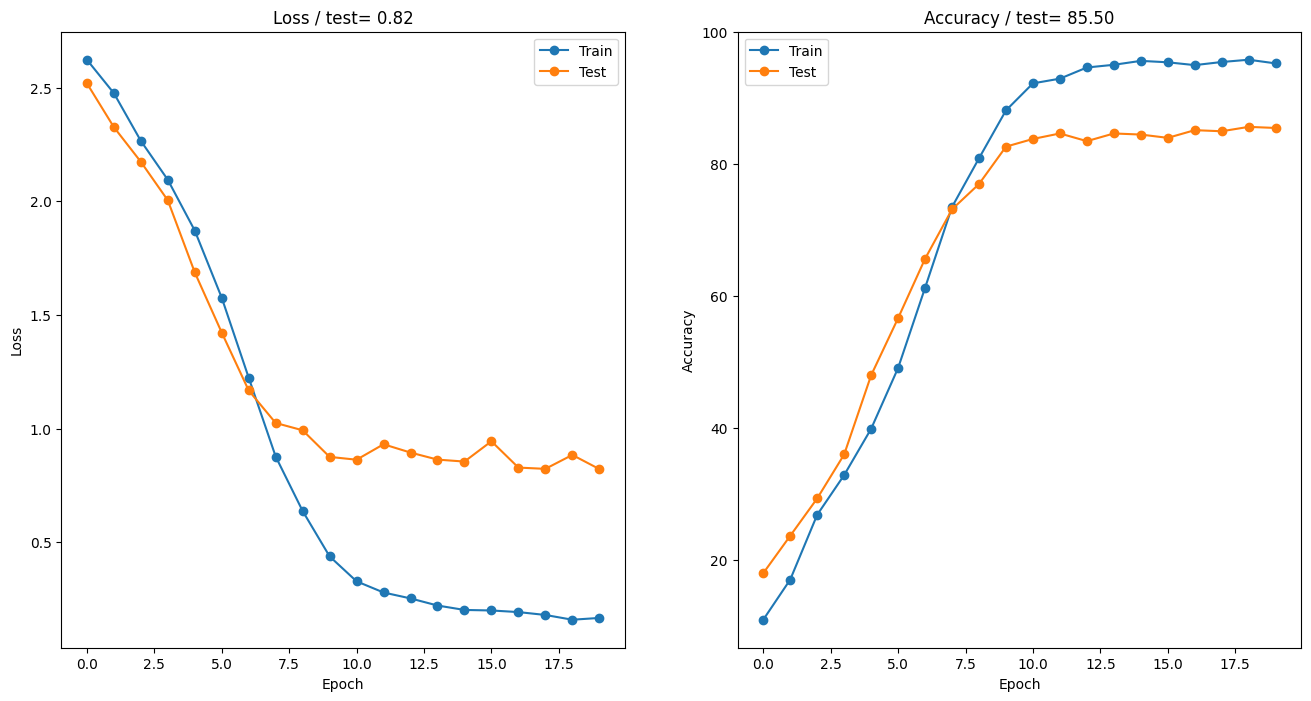 Loss / test= 0.82
Train
Test
2.5
2.0
1.5
1.0
0.5
Loss
0.0 2.5 5.0 7.5 10.0 12.5 15.0 17.5
Epoch
Accuracy / test= 85.50
Train
Test
100
80
60
40
20
Accuracy
0.0 2.5 5.0 7.5 10.0 12.5 15.0 17.5
Epoch